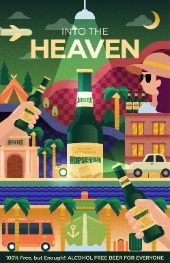 INTO THE
HEAVEN
100% Free, but Enough! ALCOHOL FREE BEER FOR EVERYONE